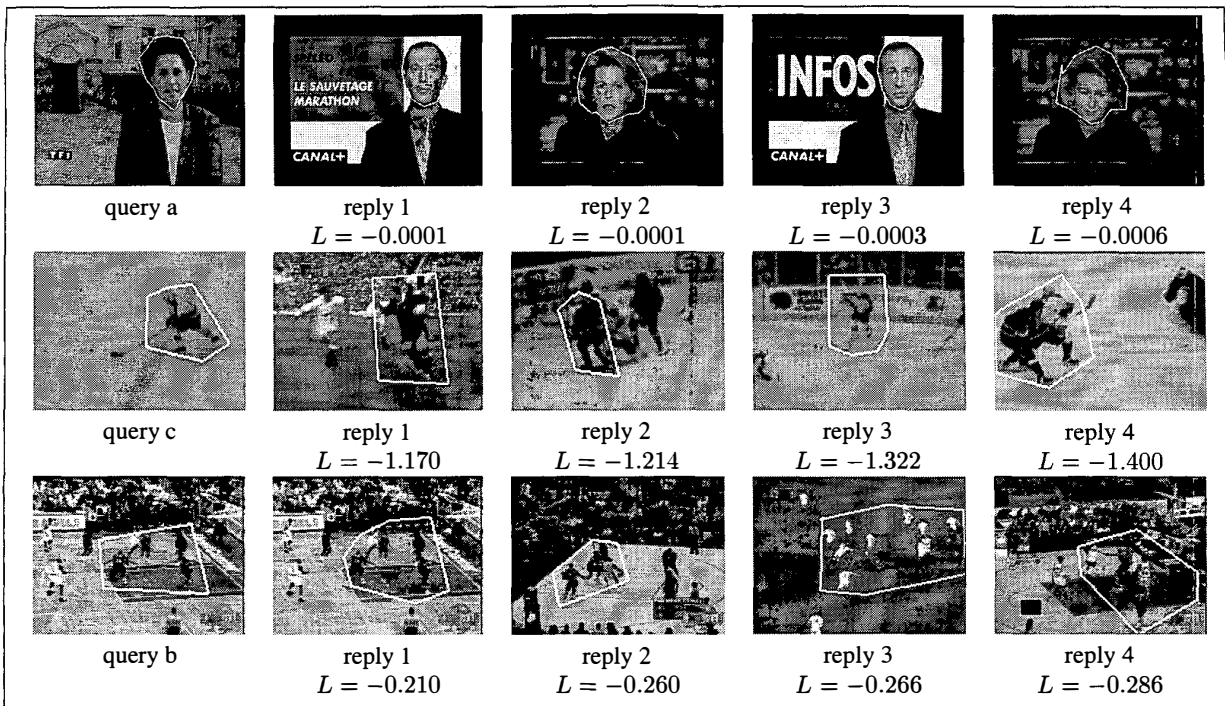 SPELEO
LE SAUVETAGE
MARATHON
INFOS
TF1
CANAL+
CANAL+
query a
reply 1
reply 2
reply 3
reply 4
L = −0.0001
L = −0.0001
L = −0.0003
L = −0.0006
query c
reply 1
reply 2
reply 3
reply 4
L = −1.170
L = −1.214
L = −1.322
L = −1.400
query b
reply 1
reply 2
reply 3
reply 4
L = −0.210
L = −0.260
L = −0.266
L = −0.286